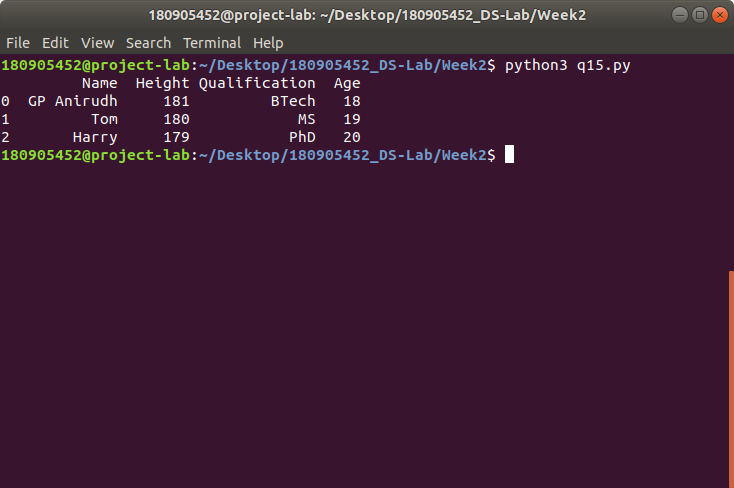 180905452@project-lab: ~/Desktop/180905452_DS-Lab/Week2
File Edit View Search Terminal Help
180905452@project-lab:~/Desktop/180905452_DS-Lab/Week2$ python3 q15.py
         Name  Height Qualification  Age
0  GP Anirudh     181         BTech   18
1         Tom     180            MS   19
2       Harry     179           PhD   20
180905452@project-lab:~/Desktop/180905452_DS-Lab/Week2$